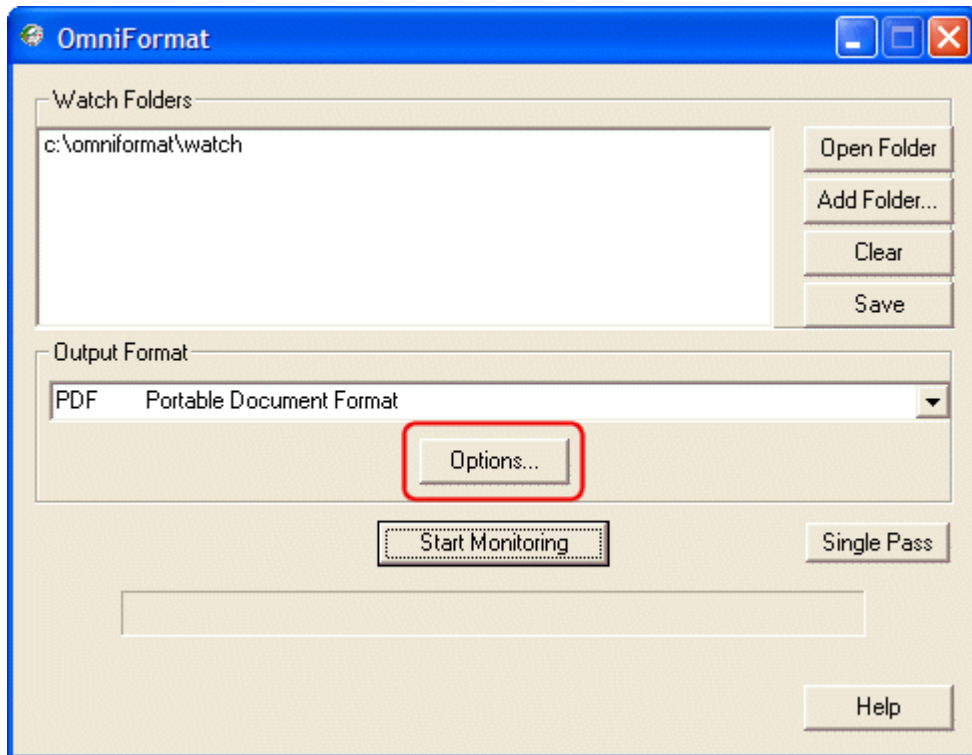 OmniFormat
Watch Folders
c:\omniformat\watch
Open Folder
Add Folder...
Clear
Save
Output Format
PDF Portable Document Format
Options...
Start Monitoring
Single Pass
Help